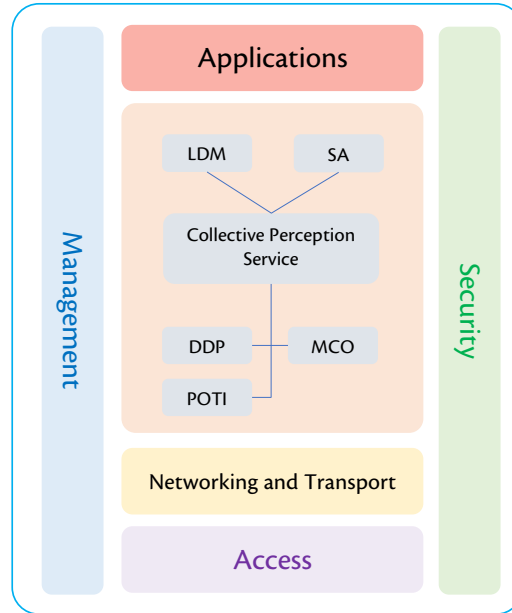 Applications
Management
Security
LDM
SA
Collective Perception
Service
DDP
MCO
POTI
Networking and Transport
Access